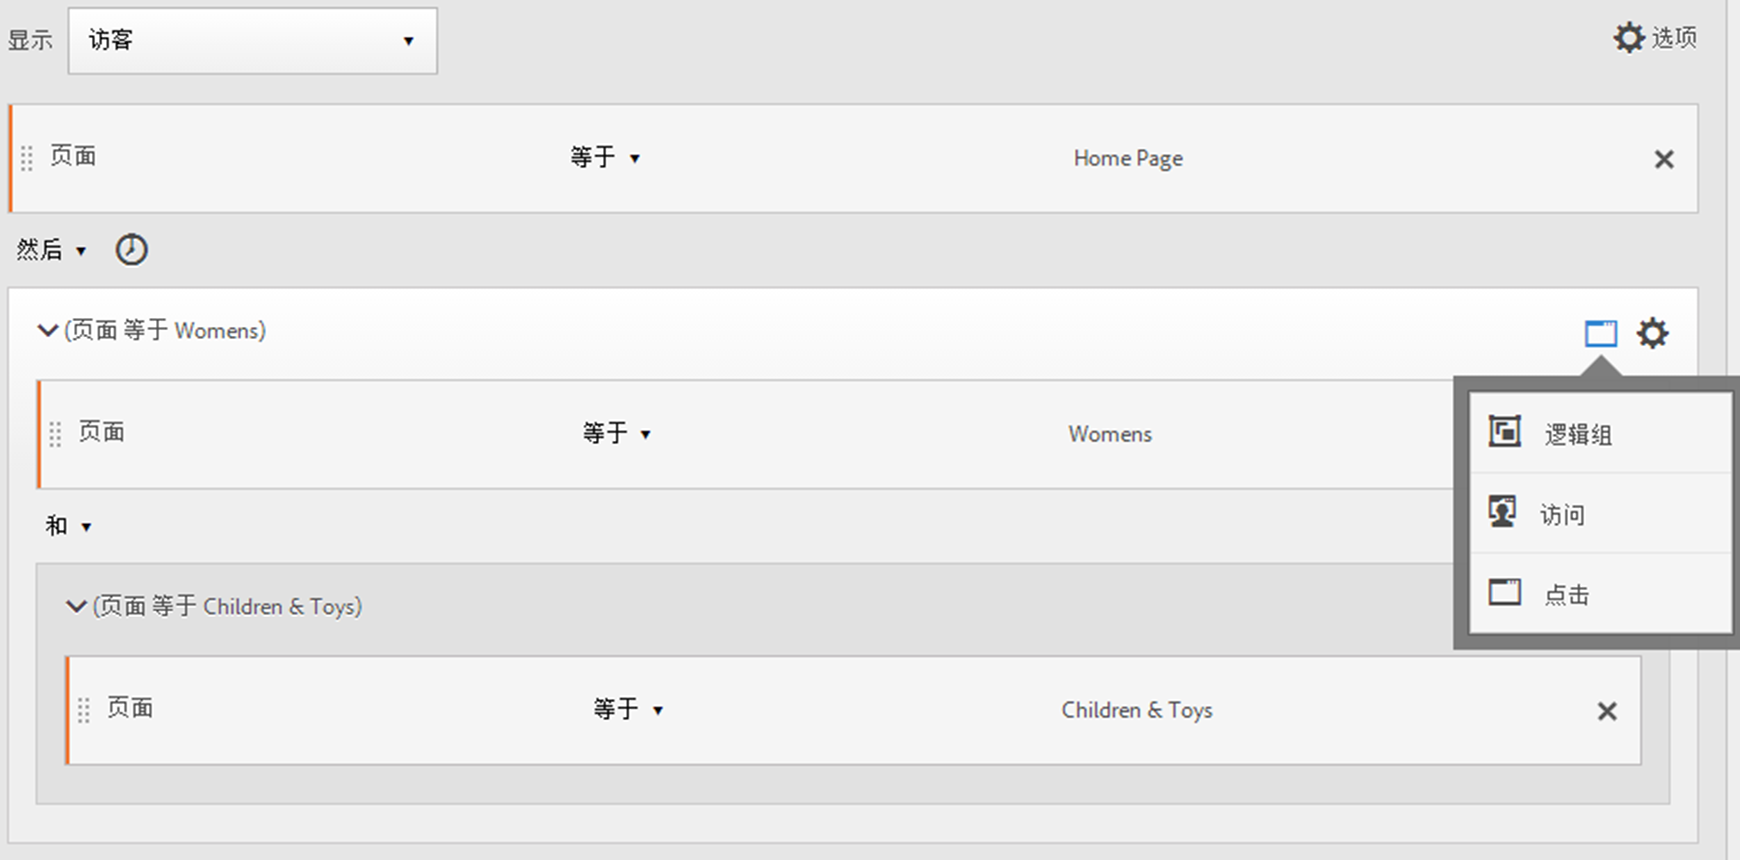 显示 访客 选项
页面 等于 Home Page
然后
(页面 等于 Womens)
页面 等于 Womens
逻辑组
访问
和
点击
(页面 等于 Children & Toys)
页面 等于 Children & Toys